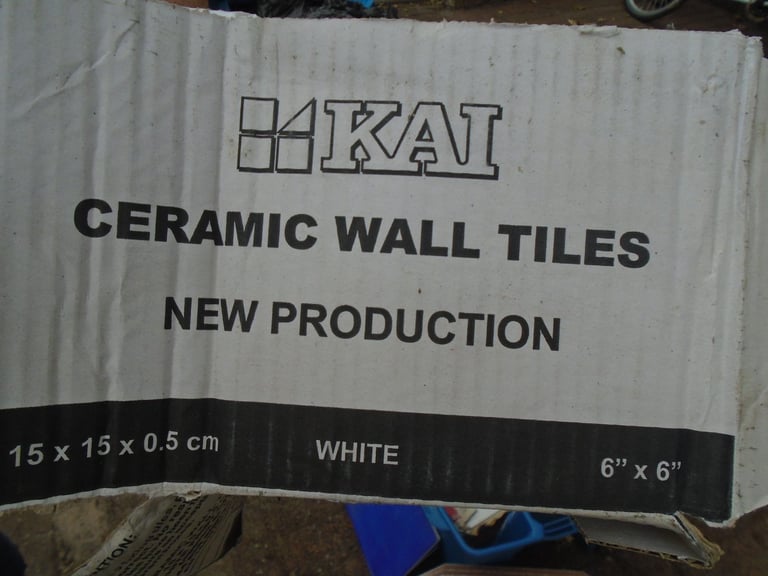 KAI
CERAMIC WALL TILES
NEW PRODUCTION
15 x 15 x 0.5 cm WHITE 6” x 6”